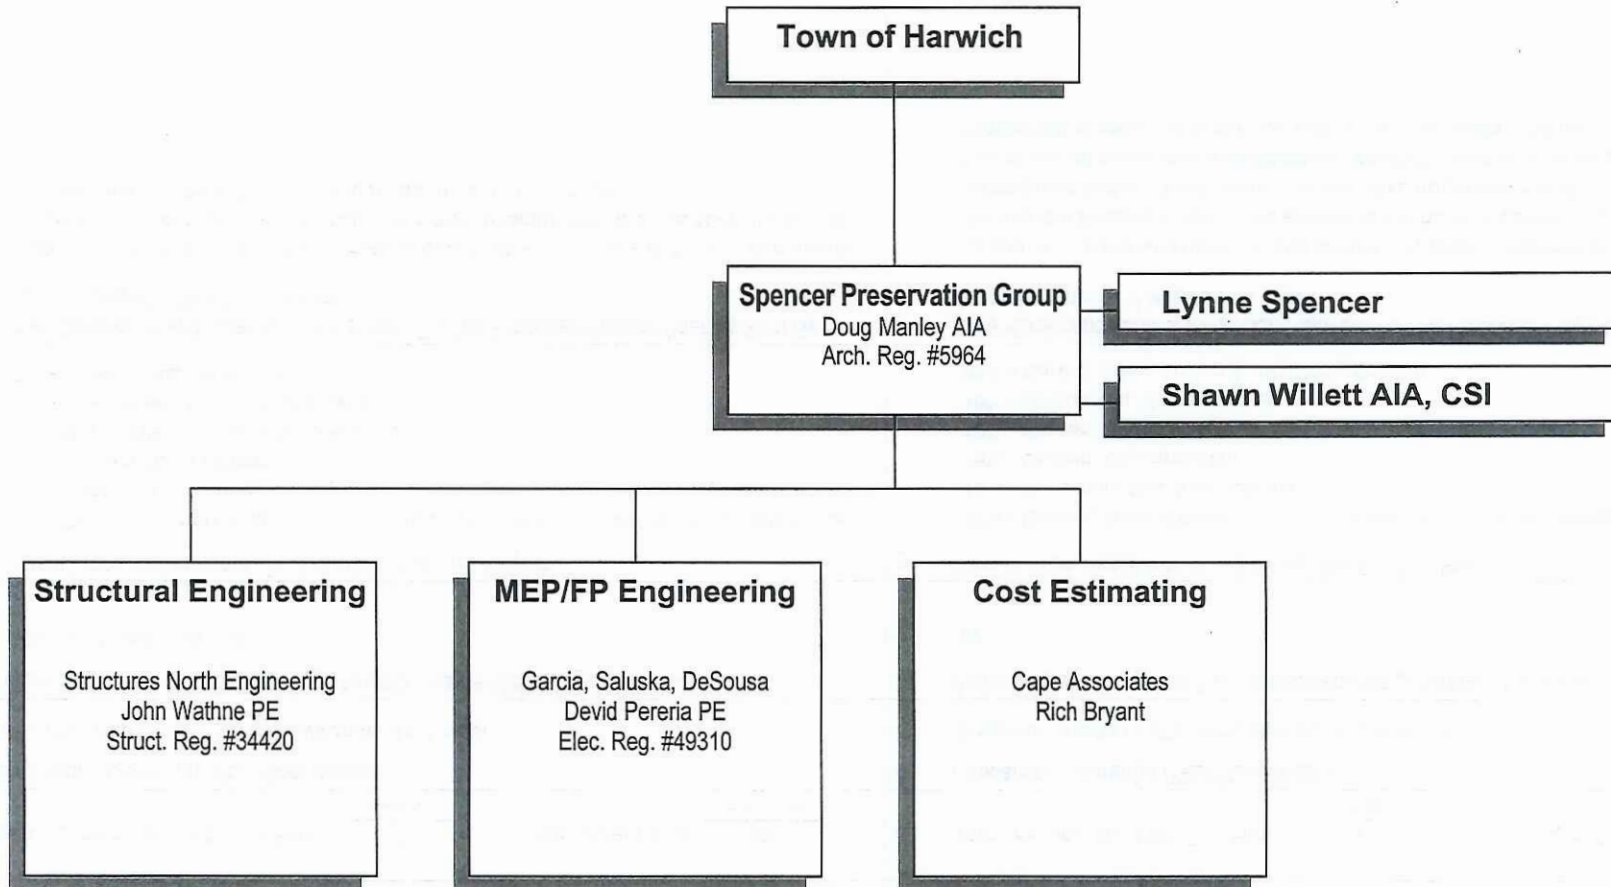 Town of Harwich
Spencer Preservation Group
Doug Manley AIA
Arch. Reg. #5964
Lynne Spencer
Shawn Willett AIA, CSI
Structural Engineering
Structures North Engineering
John Wathne PE
Struct. Reg. #34420
MEP/FP Engineering
Garcia, Saluska, DeSousa
Devid Pereria PE
Elec. Reg. #49310
Cost Estimating
Cape Associates
Rich Bryant